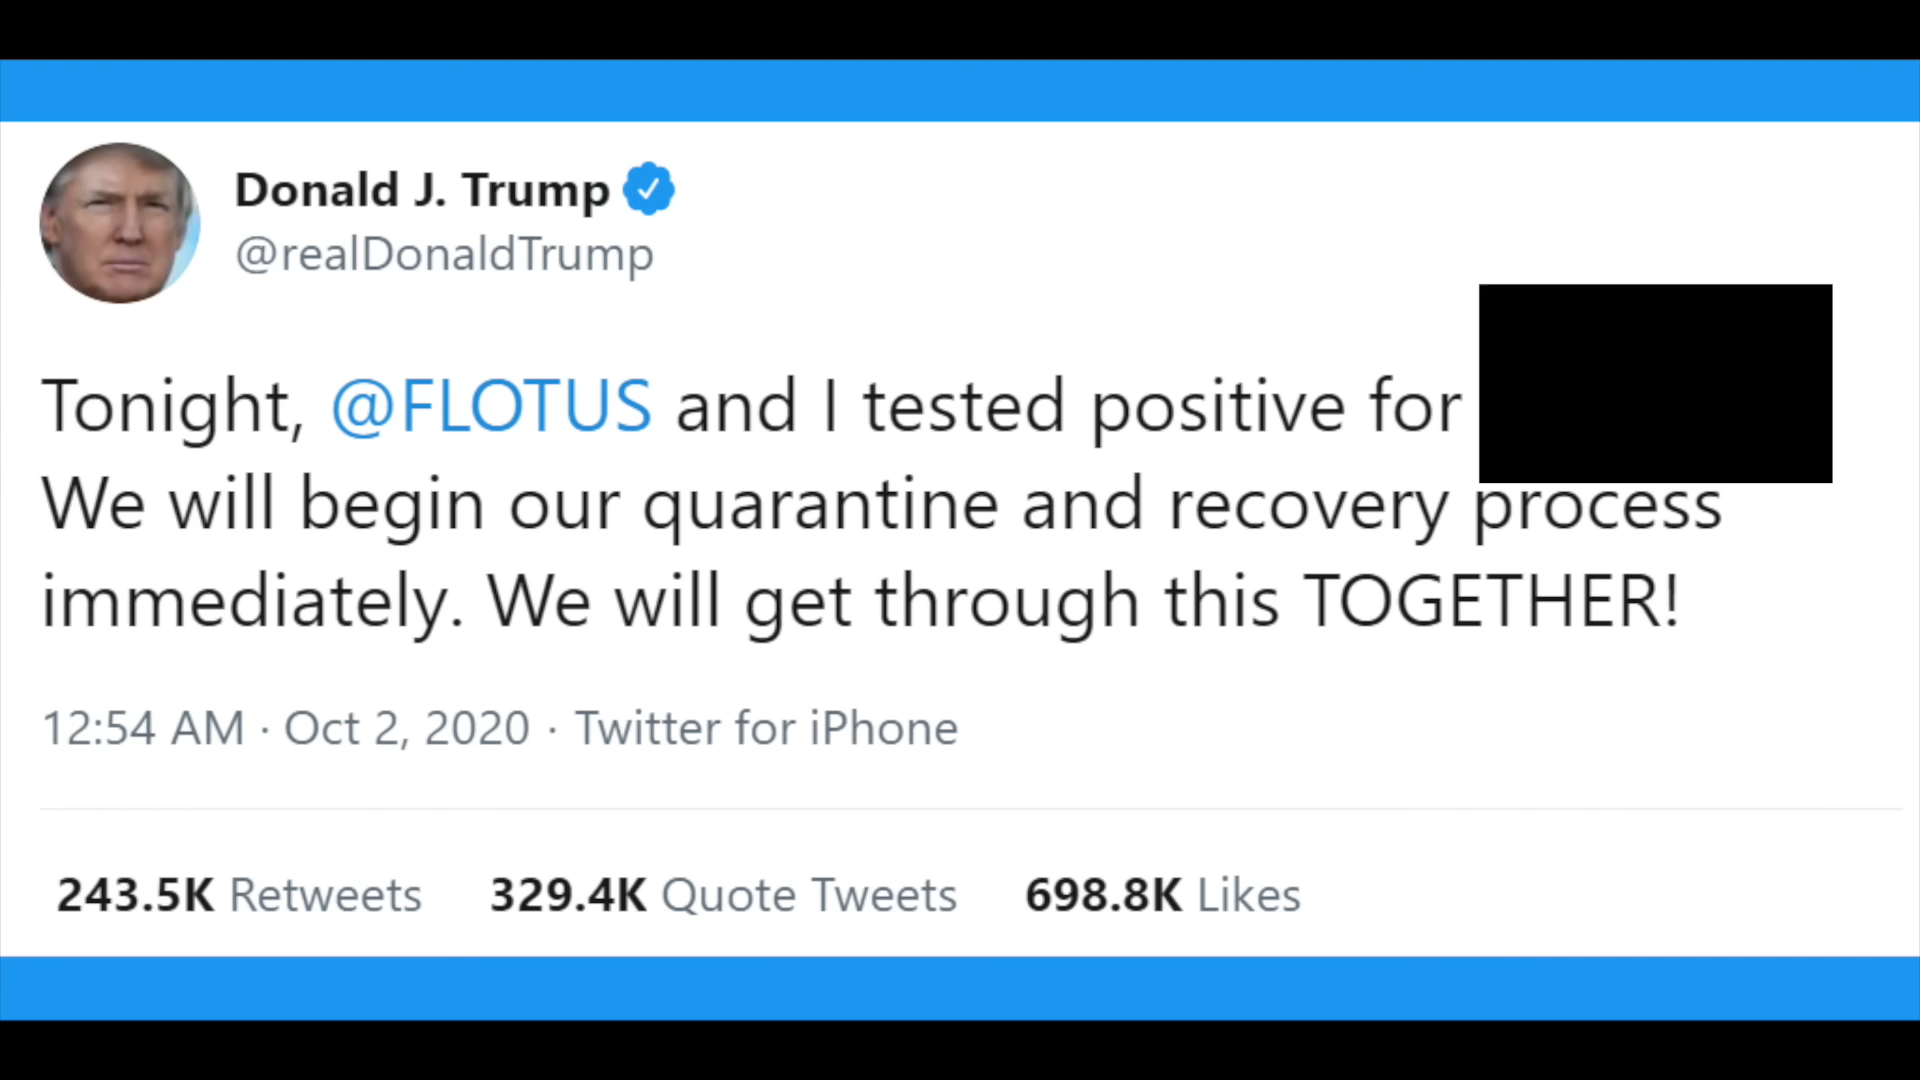 Donald J. Trump
@realDonaldTrump
Tonight, @FLOTUS and I tested positive for
We will begin our quarantine and recovery process
immediately. We will get through this TOGETHER!
12:54 AM · Oct 2, 2020 · Twitter for iPhone
243.5K Retweets 329.4K Quote Tweets 698.8K Likes